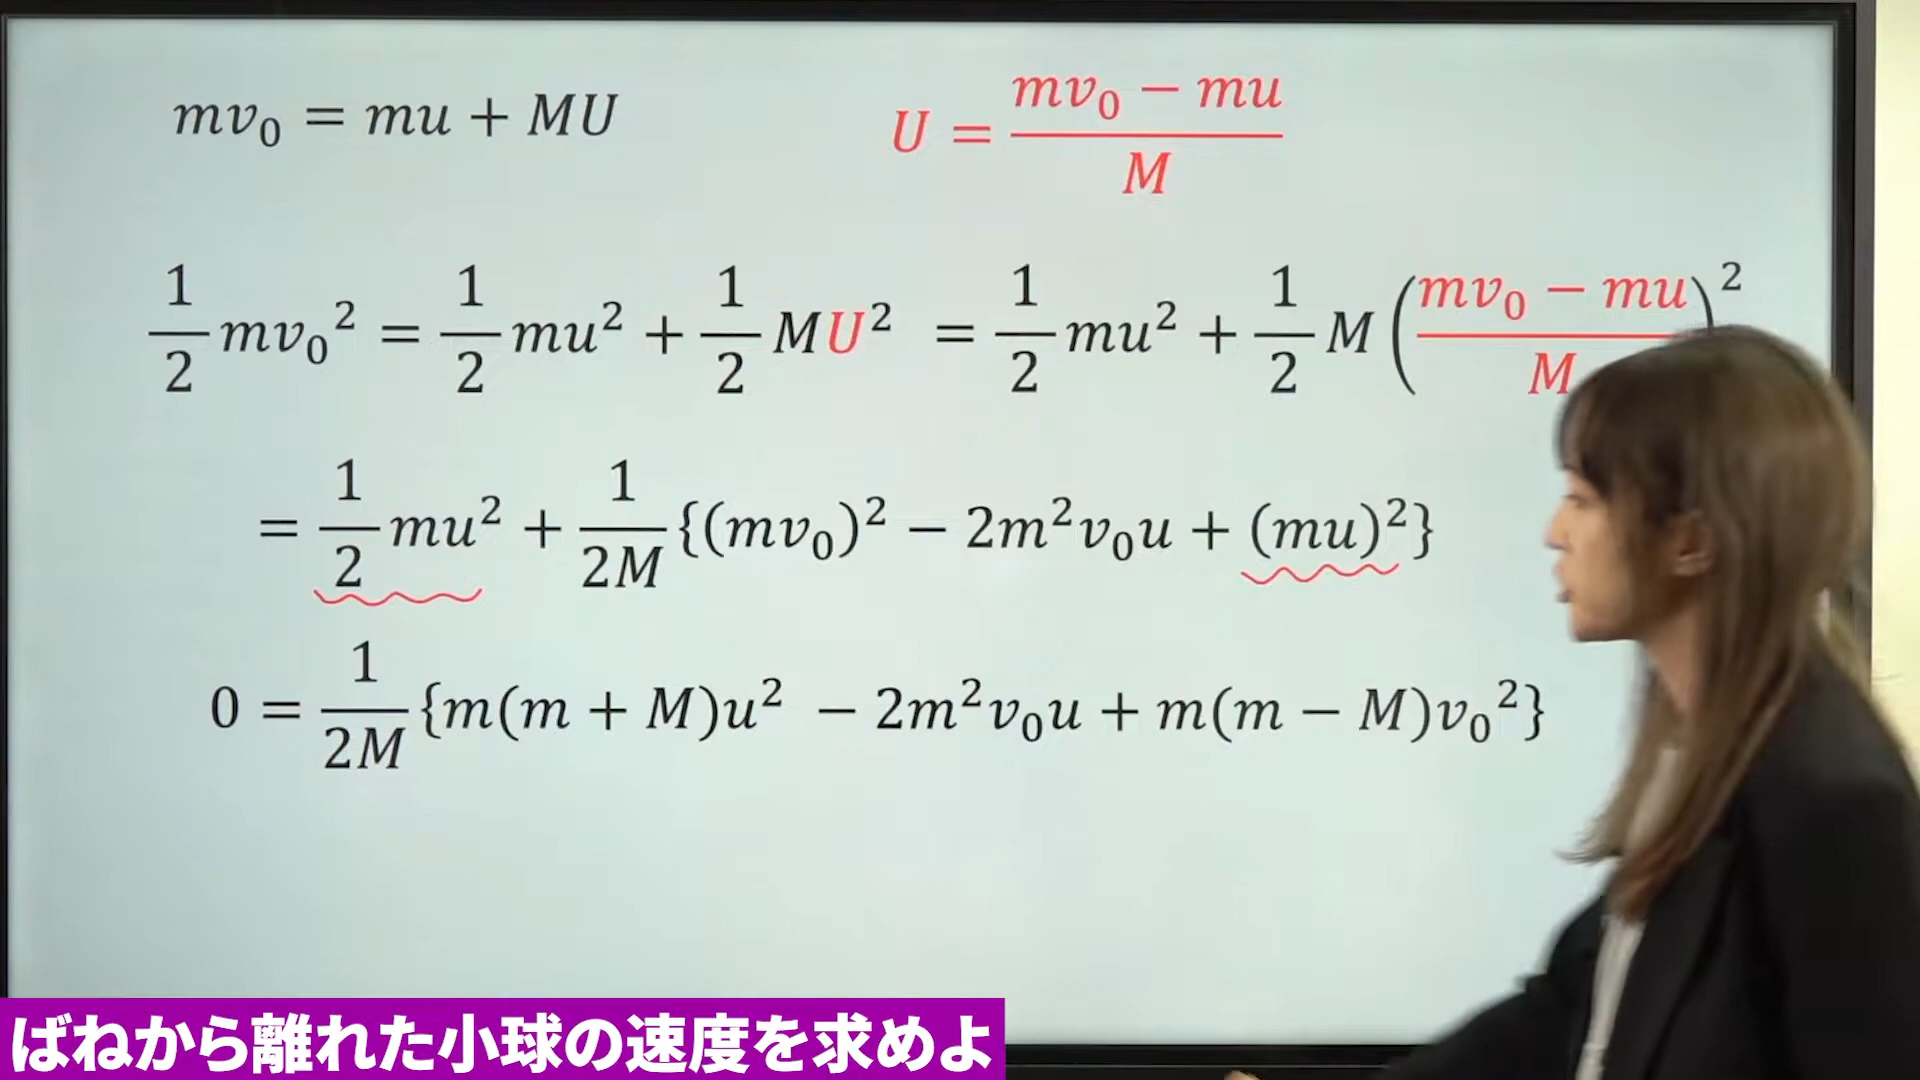 mv₀ = mu + MU
U = (mv₀ − mu)/M
1/2 mv₀² = 1/2 mu² + 1/2 MU² = 1/2 mu² + 1/2 M((mv₀ − mu)/M)²
= 1/2 mu² + 1/2M {(mv₀)² − 2m²v₀u + (mu)²}
0 = 1/2M {m(m + M)u² − 2m²v₀u + m(m − M)v₀²}
ばねから離れた小球の速度を求めよ